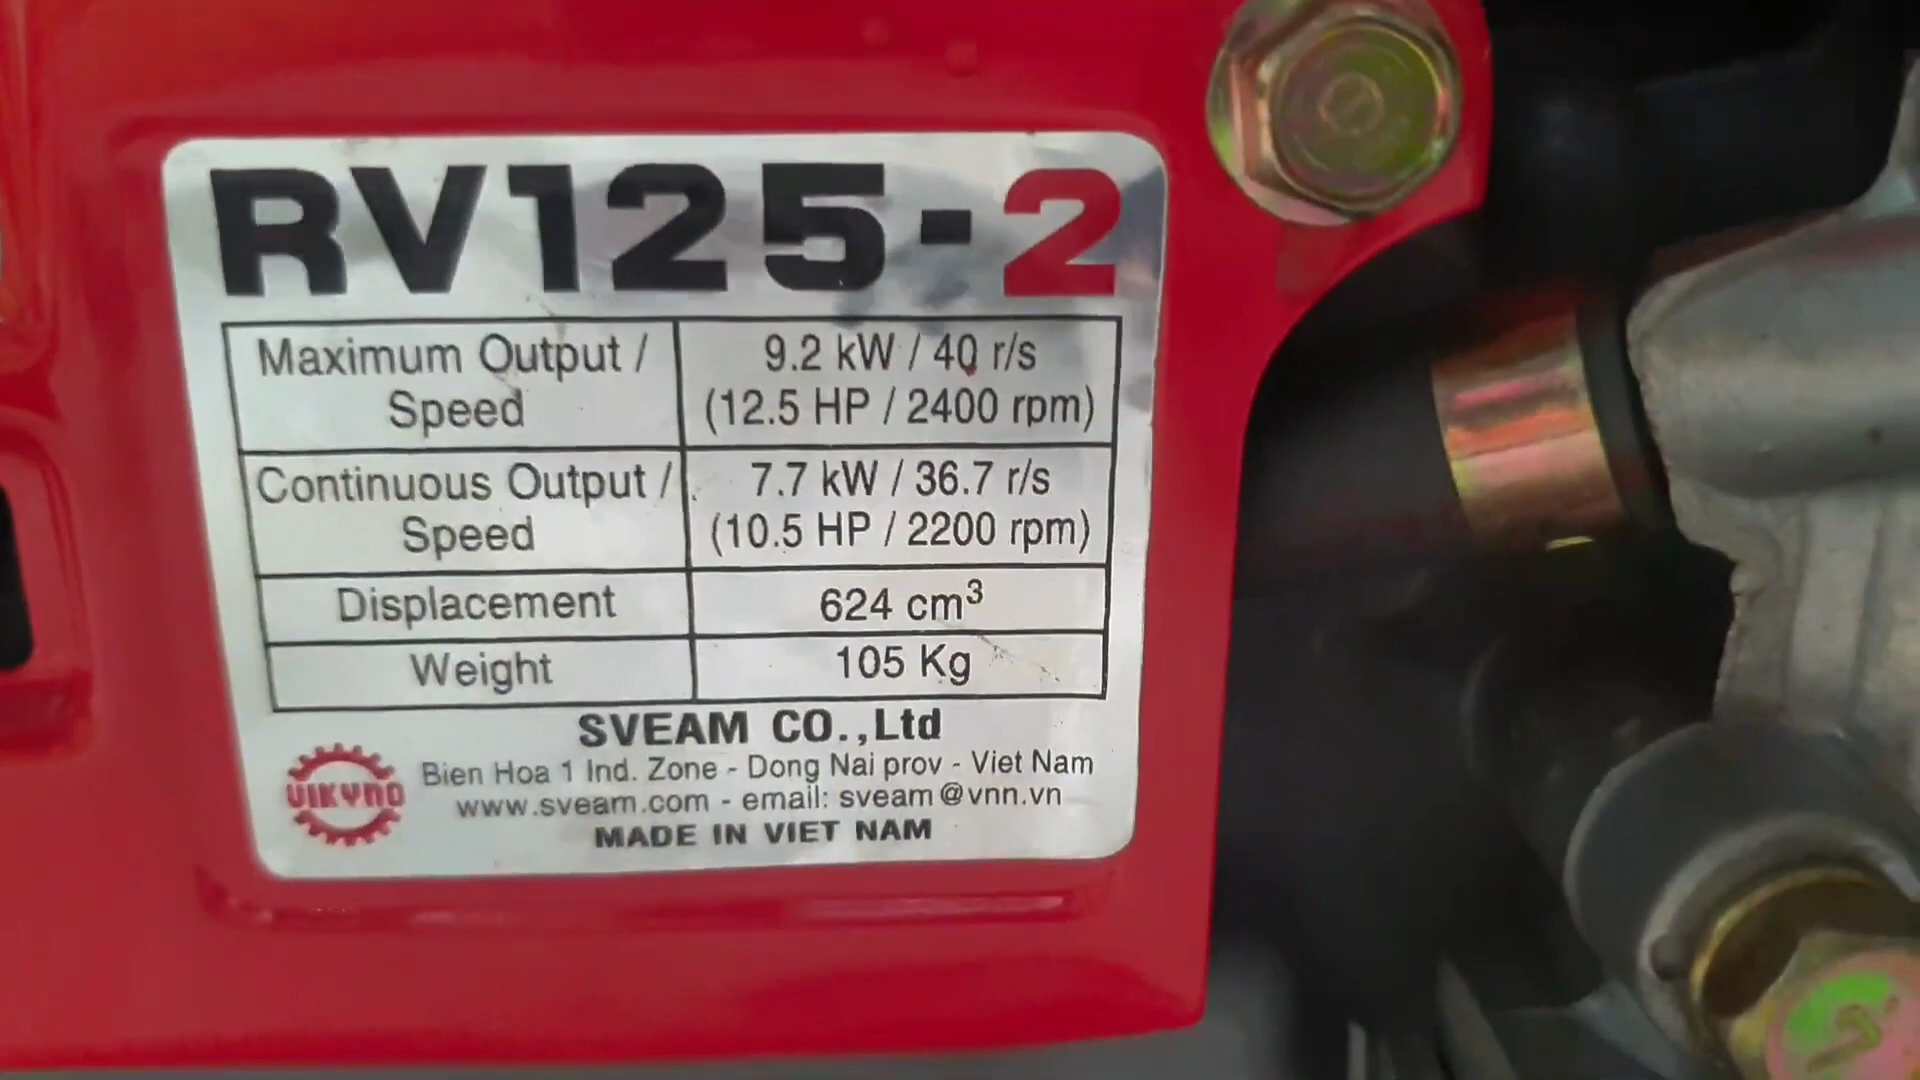 RV125-2
Maximum Output / Speed
9.2 kW / 40 r/s
(12.5 HP / 2400 rpm)
Continuous Output / Speed
7.7 kW / 36.7 r/s
(10.5 HP / 2200 rpm)
Displacement
624 cm³
Weight
105 Kg
SVEAM CO.,Ltd
VIKYNO
Bien Hoa 1 Ind. Zone - Dong Nai prov - Viet Nam
www.sveam.com - email: sveam@vnn.vn
MADE IN VIET NAM